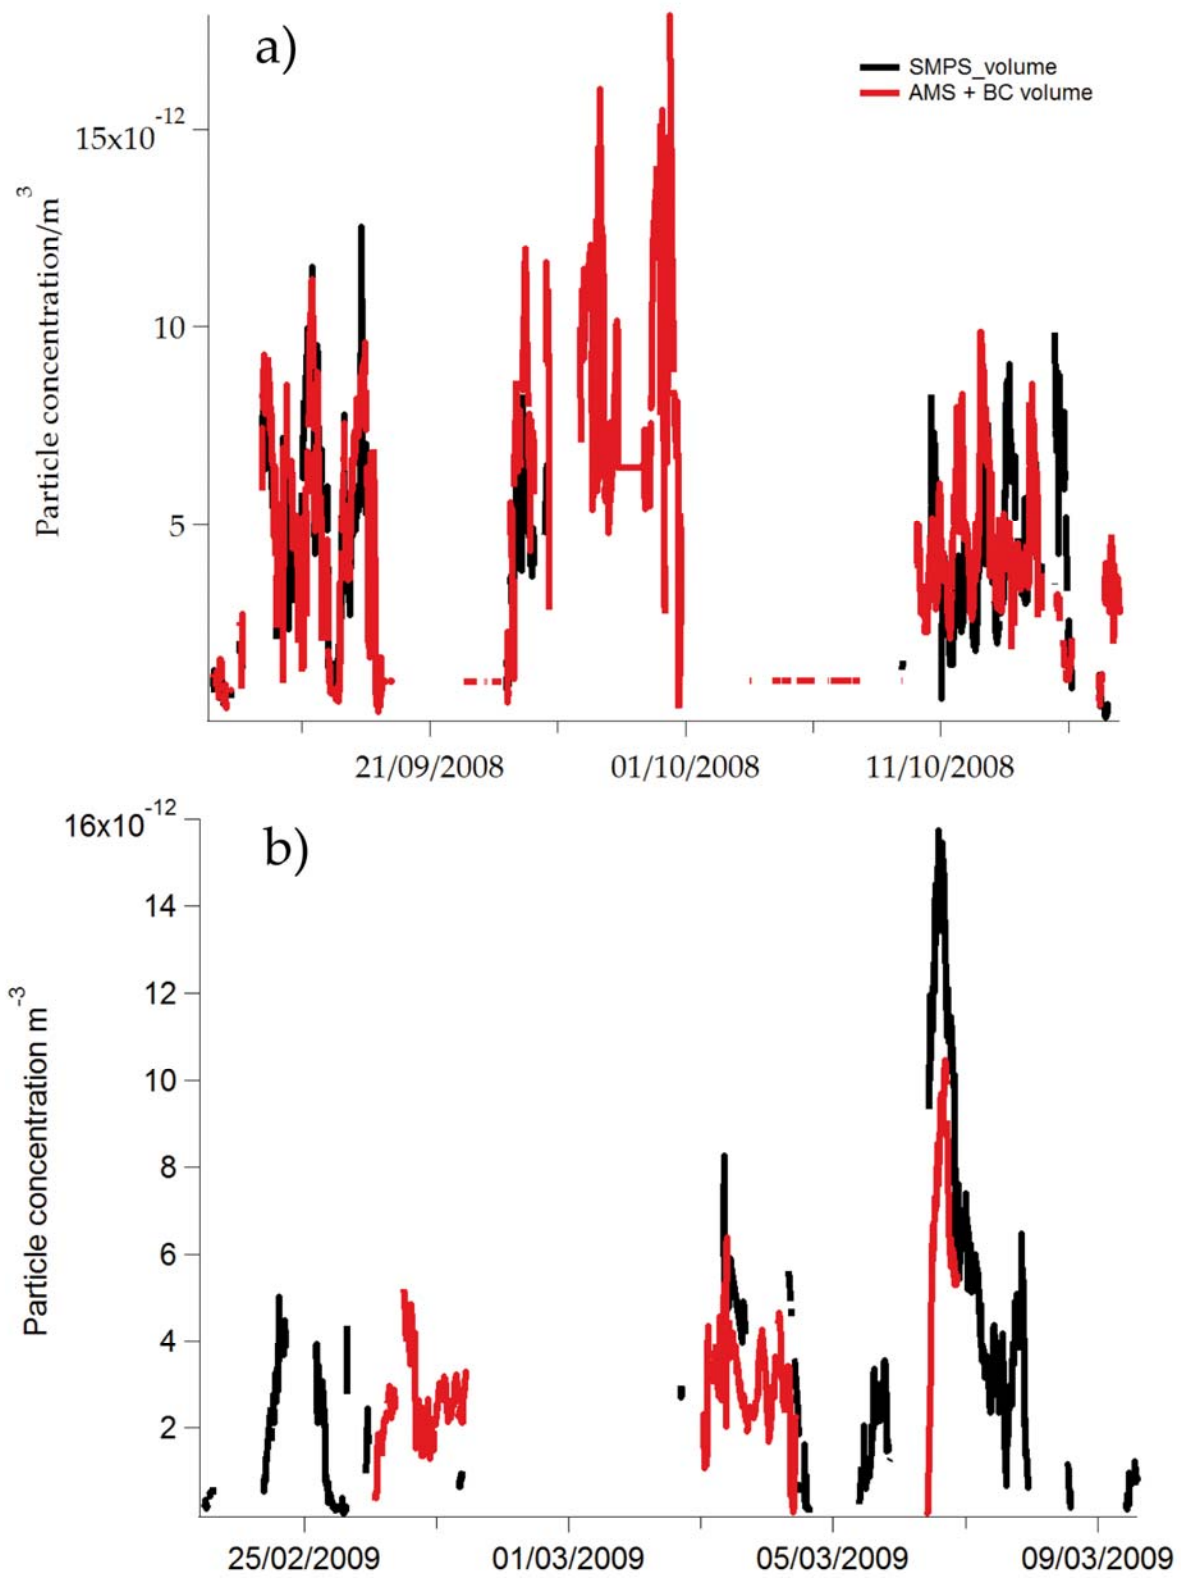 a)
SMPS_volume
AMS + BC volume
15x10^-12
10
5
Particle concentration/m^3
21/09/2008 01/10/2008 11/10/2008
b)
16x10^-12
14
12
10
8
6
4
2
Particle concentration m^-3
25/02/2009 01/03/2009 05/03/2009 09/03/2009